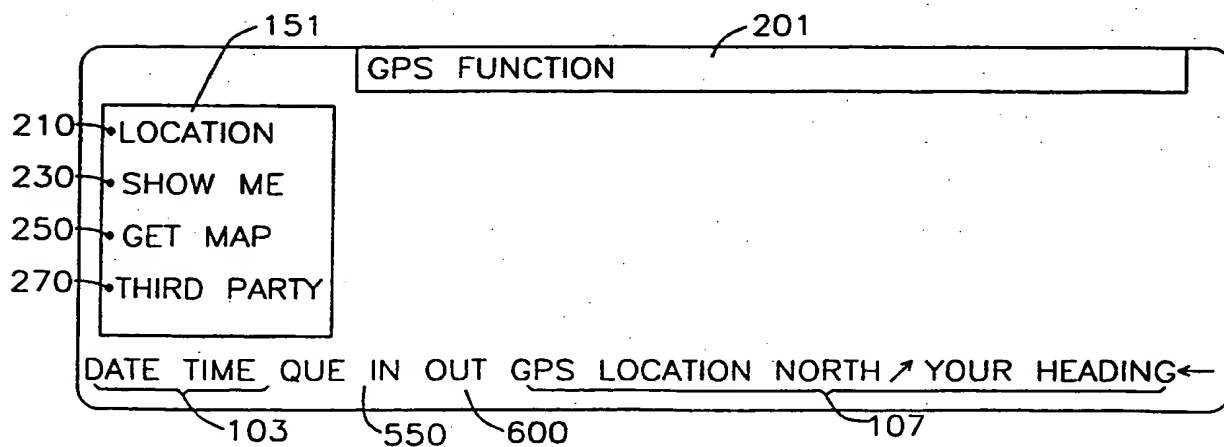 151 201
GPS FUNCTION
210 LOCATION
230 SHOW ME
250 GET MAP
270 THIRD PARTY
DATE TIME QUE IN OUT GPS LOCATION NORTH↗YOUR HEADING←
103 550 600 107